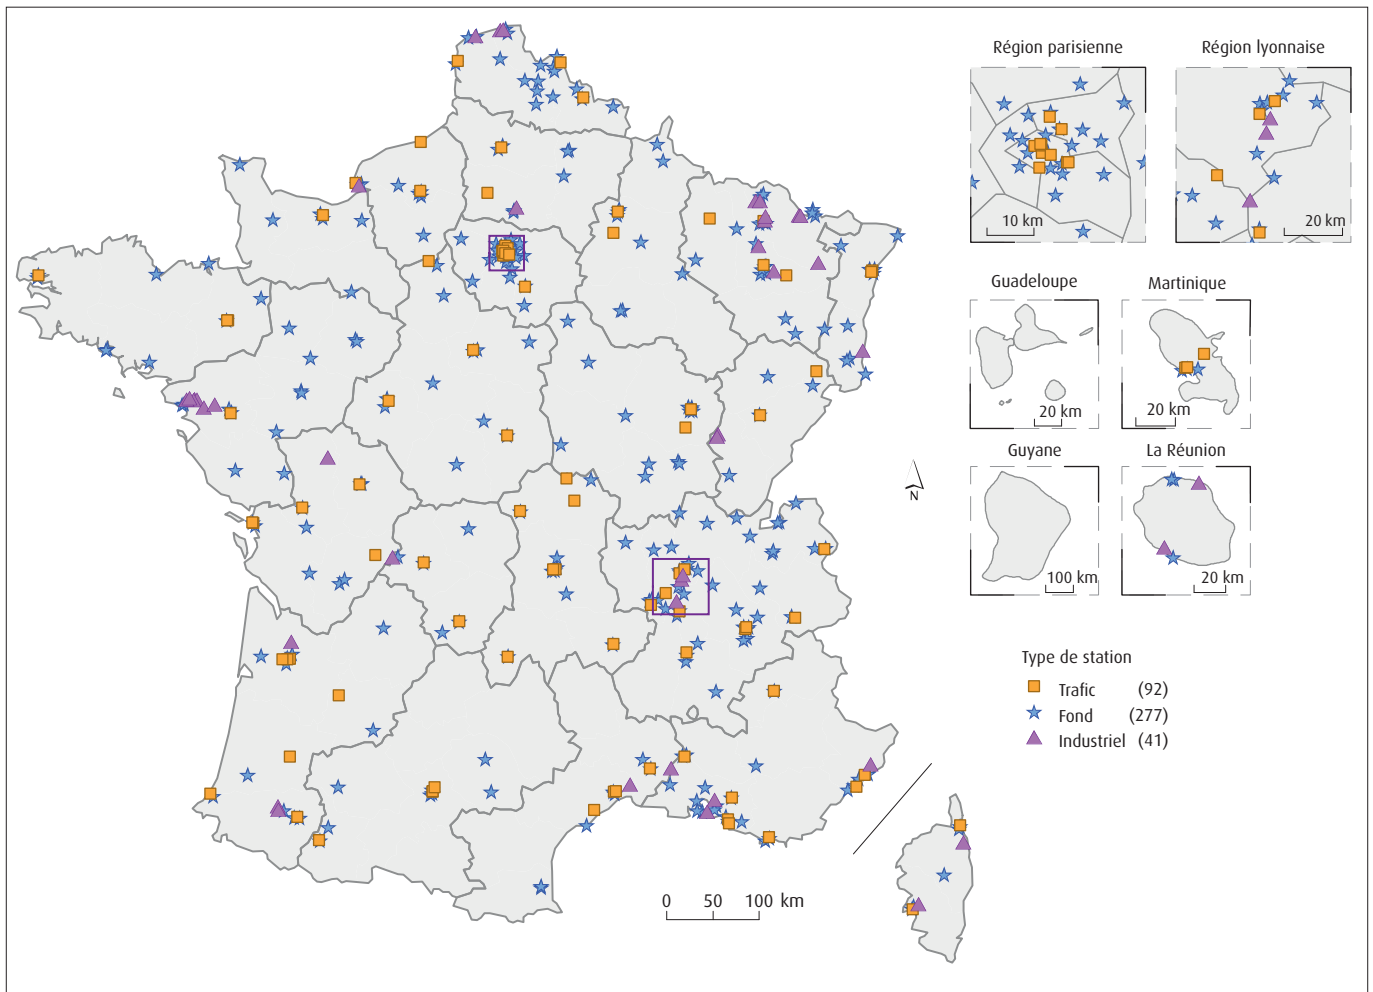 Région parisienne
Région lyonnaise
10 km
20 km
Guadeloupe
Martinique
20 km
20 km
Guyane
La Réunion
N
100 km
20 km
Type de station
Trafic (92)
Fond (277)
Industriel (41)
0 50 100 km